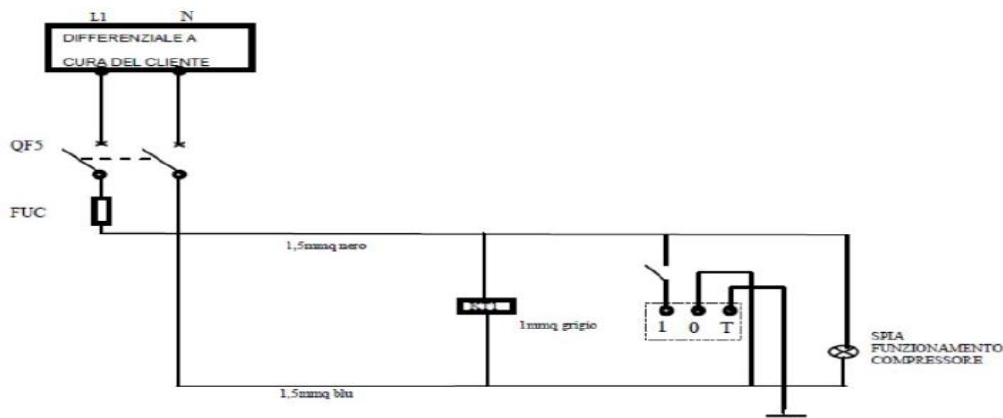 L1 N
DIFFERENZIALE A
CURA DEL CLIENTE
QF5
FUC
1,5mmq nero
1mmq grigio
1 0 T
SPIA
FUNZIONAMENTO
COMPRESSORE
1,5mmq blu